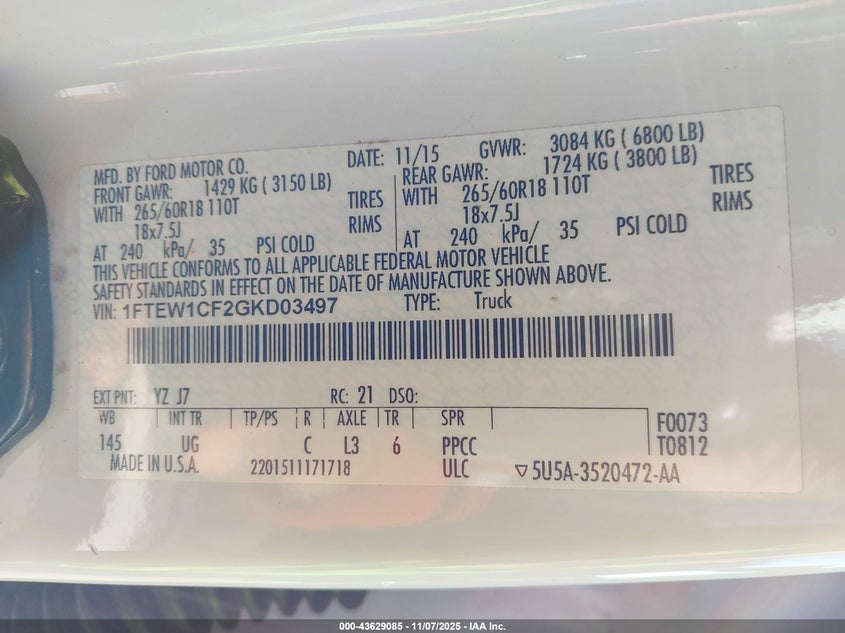 MFD. BY FORD MOTOR CO. DATE: 11/15 GVWR: 3084 KG ( 6800 LB)
FRONT GAWR: 1429 KG ( 3150 LB) REAR GAWR: 1724 KG ( 3800 LB)
WITH 265/60R18 110T TIRES WITH 265/60R18 110T TIRES
18x7.5J RIMS 18x7.5J RIMS
AT 240 kPa/ 35 PSI COLD AT 240 kPa/ 35 PSI COLD
THIS VEHICLE CONFORMS TO ALL APPLICABLE FEDERAL MOTOR VEHICLE
SAFETY STANDARDS IN EFFECT ON THE DATE OF MANUFACTURE SHOWN ABOVE.
VIN: 1FTEW1CF2GKD03497 TYPE: Truck
EXT PNT: YZ J7 RC: 21 DSO:
WB INT TR TP/PS R AXLE TR SPR F0073
145 UG C L3 6 PPCC T0812
MADE IN U.S.A. 2201511171718 ULC ▽5U5A-3520472-AA
000-43629085 - 11/07/2025 - IAA Inc.